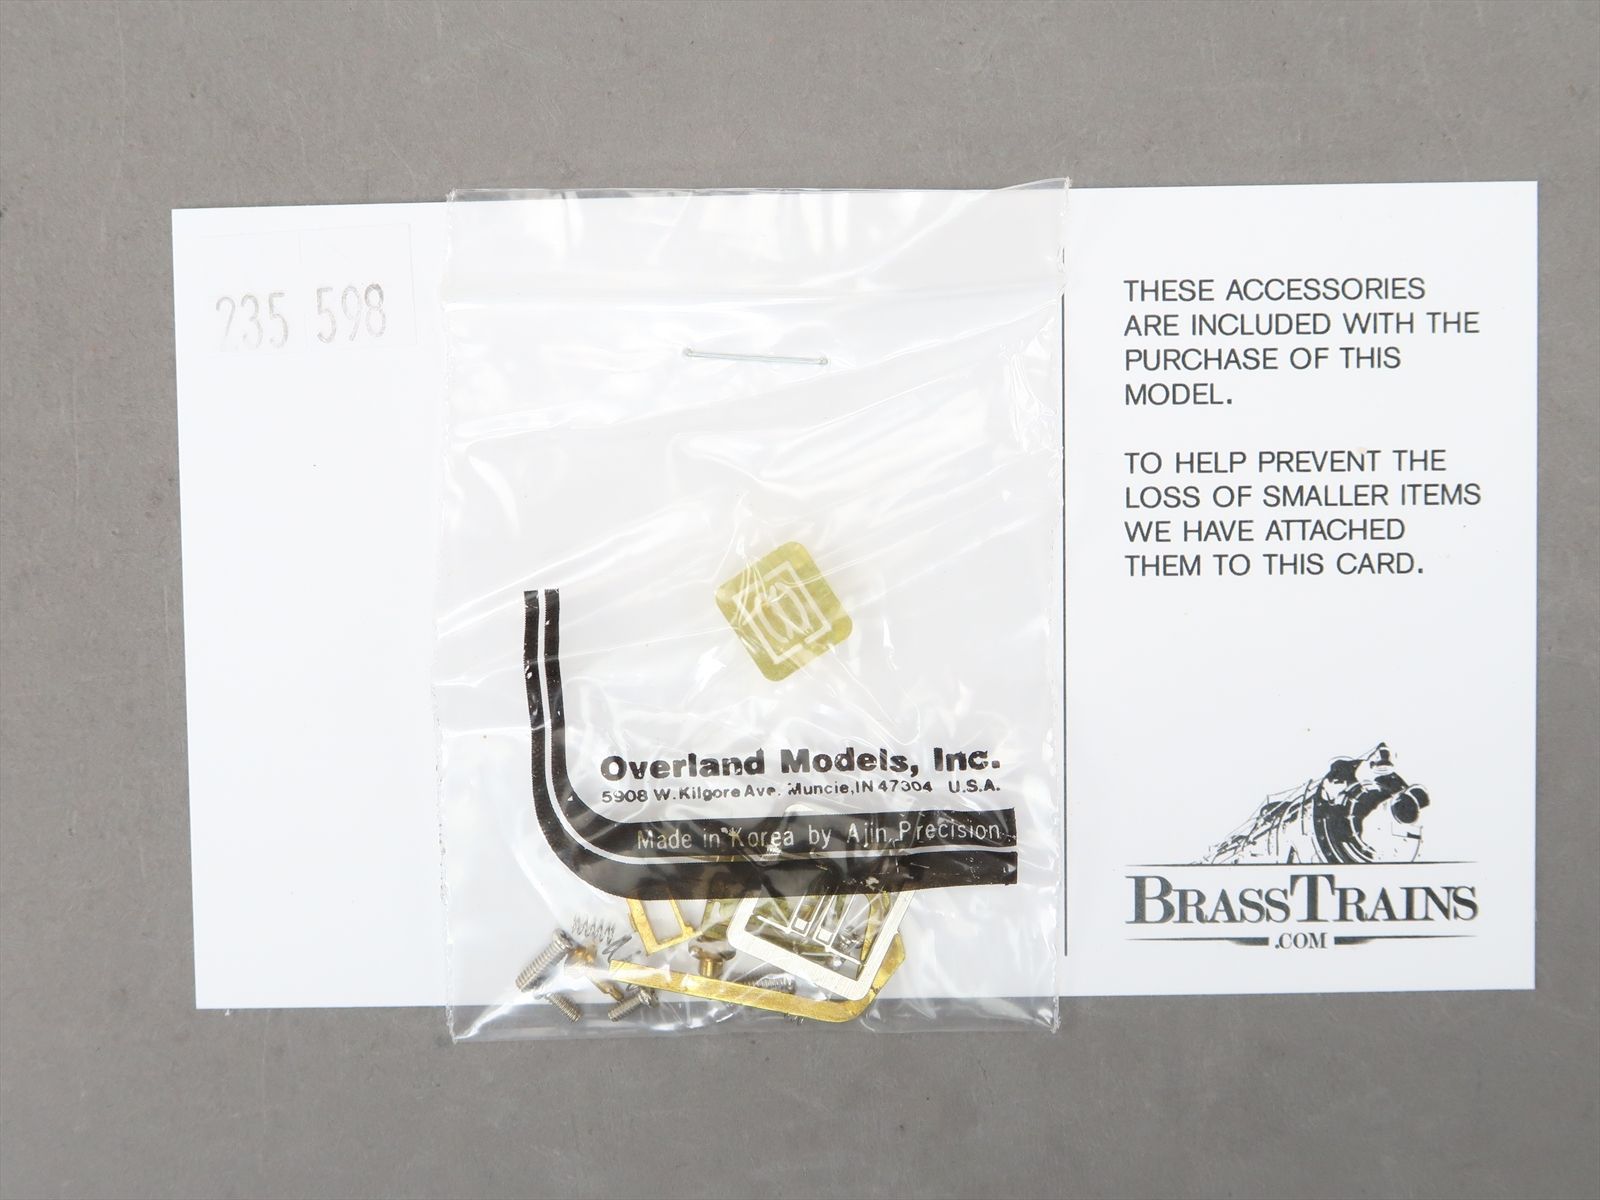 235 598
THESE ACCESSORIES
ARE INCLUDED WITH THE
PURCHASE OF THIS
MODEL.
TO HELP PREVENT THE
LOSS OF SMALLER ITEMS
WE HAVE ATTACHED
THEM TO THIS CARD.
Overland Models, Inc.
5908 W. Kilgore Ave. Muncie, IN 47304 U.S.A.
Made in Korea by Ajin Precision
BRASSTRAINS
.COM